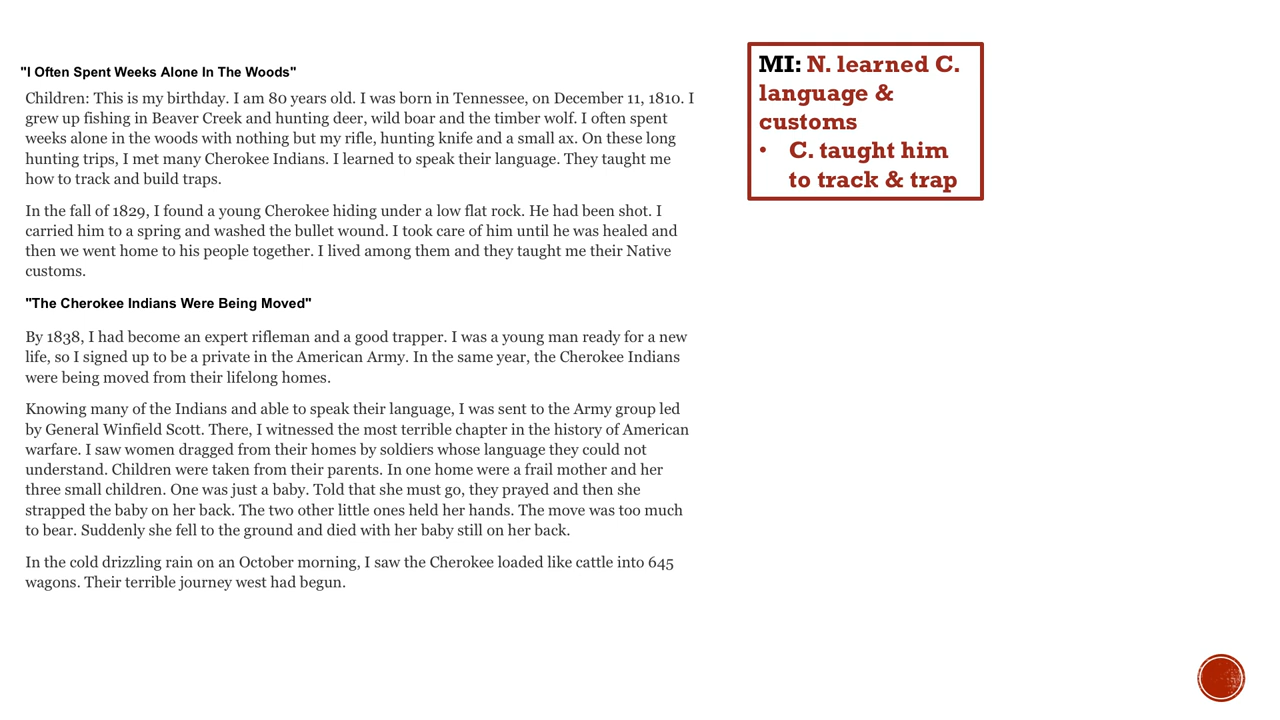 "I Often Spent Weeks Alone In The Woods"
Children: This is my birthday. I am 80 years old. I was born in Tennessee, on December 11, 1810. I
grew up fishing in Beaver Creek and hunting deer, wild boar and the timber wolf. I often spent
weeks alone in the woods with nothing but my rifle, hunting knife and a small ax. On these long
hunting trips, I met many Cherokee Indians. I learned to speak their language. They taught me
how to track and build traps.
In the fall of 1829, I found a young Cherokee hiding under a low flat rock. He had been shot. I
carried him to a spring and washed the bullet wound. I took care of him until he was healed and
then we went home to his people together. I lived among them and they taught me their Native
customs.
"The Cherokee Indians Were Being Moved"
By 1838, I had become an expert rifleman and a good trapper. I was a young man ready for a new
life, so I signed up to be a private in the American Army. In the same year, the Cherokee Indians
were being moved from their lifelong homes.
Knowing many of the Indians and able to speak their language, I was sent to the Army group led
by General Winfield Scott. There, I witnessed the most terrible chapter in the history of American
warfare. I saw women dragged from their homes by soldiers whose language they could not
understand. Children were taken from their parents. In one home were a frail mother and her
three small children. One was just a baby. Told that she must go, they prayed and then she
strapped the baby on her back. The two other little ones held her hands. The move was too much
to bear. Suddenly she fell to the ground and died with her baby still on her back.
In the cold drizzling rain on an October morning, I saw the Cherokee loaded like cattle into 645
wagons. Their terrible journey west had begun.
MI: N. learned C.
language &
customs
• C. taught him
to track & trap